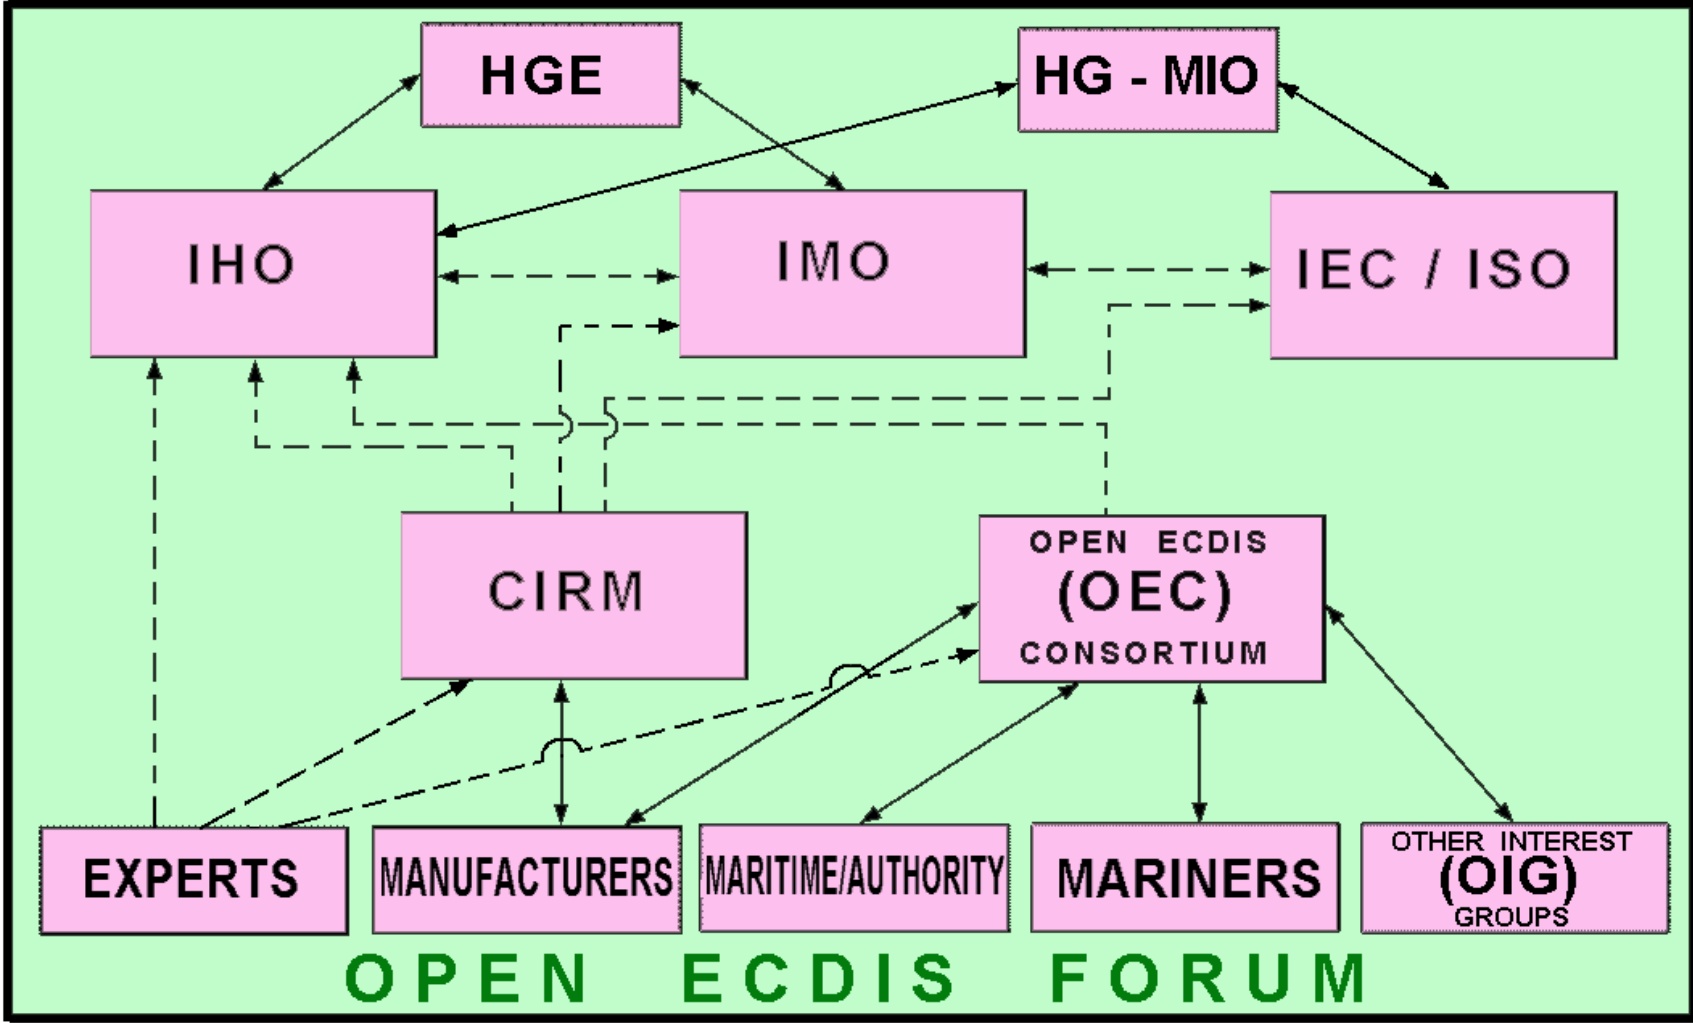 HGE
HG - MIO
IHO
IMO
IEC / ISO
CIRM
OPEN ECDIS
(OEC)
CONSORTIUM
EXPERTS
MANUFACTURERS
MARITIME/AUTHORITY
MARINERS
OTHER INTEREST
(OIG)
GROUPS
OPEN ECDIS FORUM